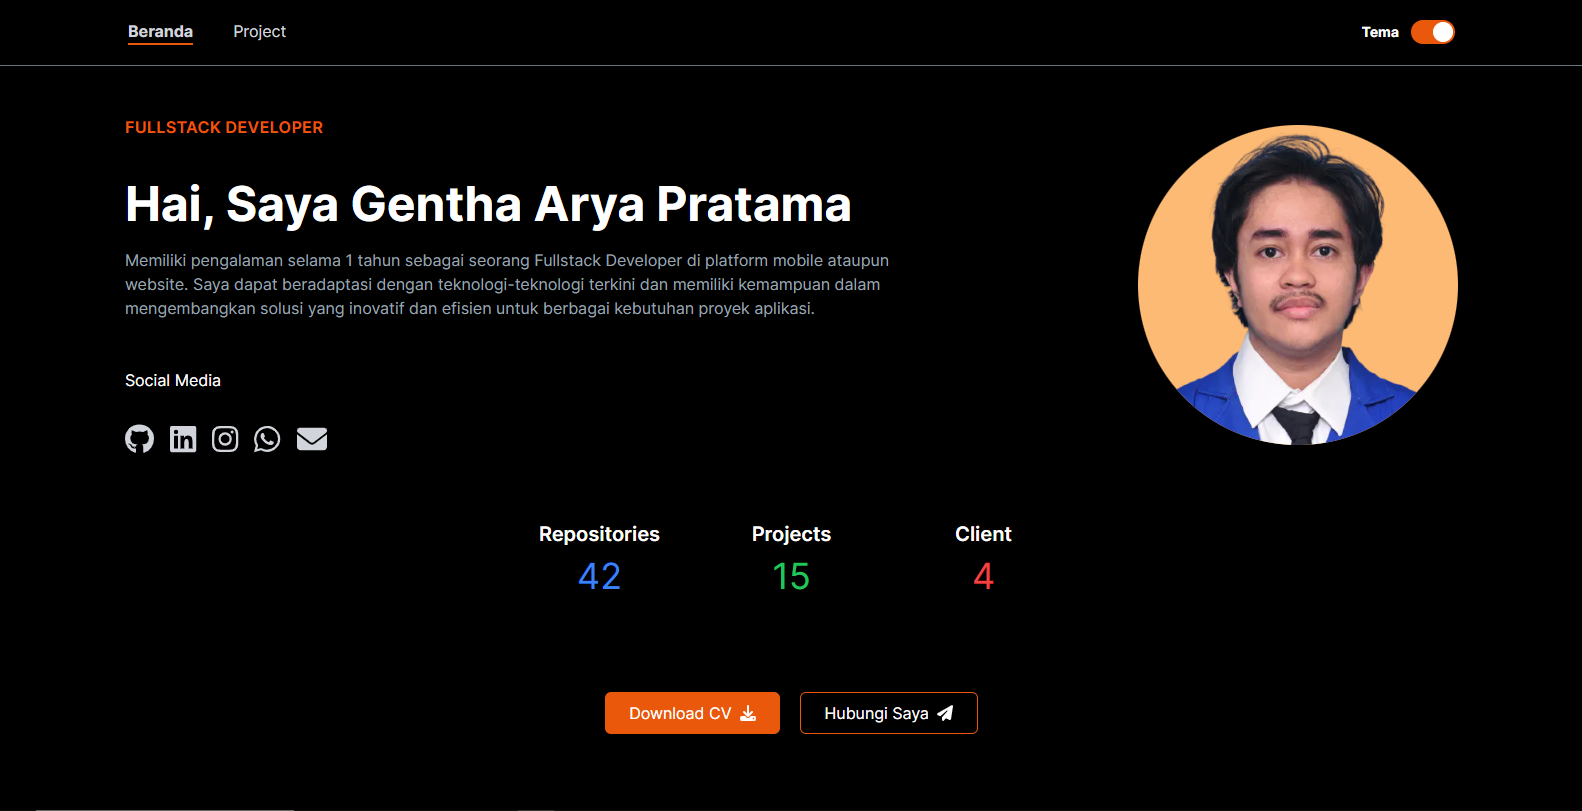 Beranda Project Tema
FULLSTACK DEVELOPER
Hai, Saya Gentha Arya Pratama
Memiliki pengalaman selama 1 tahun sebagai seorang Fullstack Developer di platform mobile ataupun
website. Saya dapat beradaptasi dengan teknologi-teknologi terkini dan memiliki kemampuan dalam
mengembangkan solusi yang inovatif dan efisien untuk berbagai kebutuhan proyek aplikasi.
Social Media
Repositories Projects Client
42 15 4
Download CV Hubungi Saya